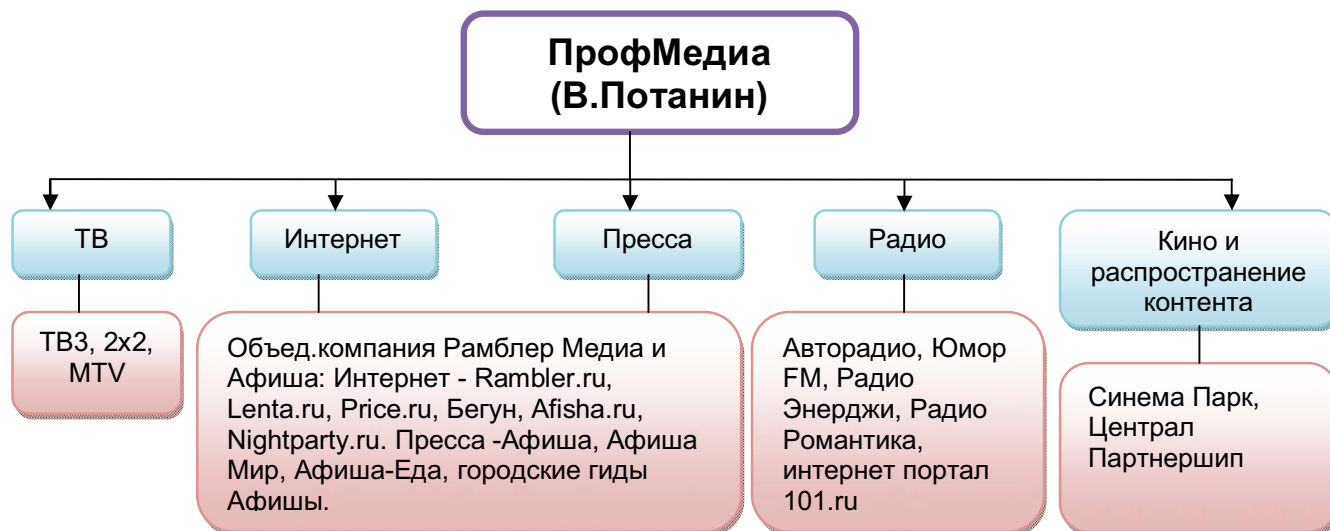 ПрофМедиа
(В.Потанин)
ТВ
Интернет
Пресса
Радио
Кино и
распространение
контента
ТВ3, 2x2,
MTV
Объед.компания Рамблер Медиа и
Афиша: Интернет - Rambler.ru,
Lenta.ru, Price.ru, Бегун, Afisha.ru,
Nightparty.ru. Пресса -Афиша, Афиша
Мир, Афиша-Еда, городские гиды
Афишы.
Авторадио, Юмор
FM, Радио
Энерджи, Радио
Романтика,
интернет портал
101.ru
Синема Парк,
Централ
Партнершип